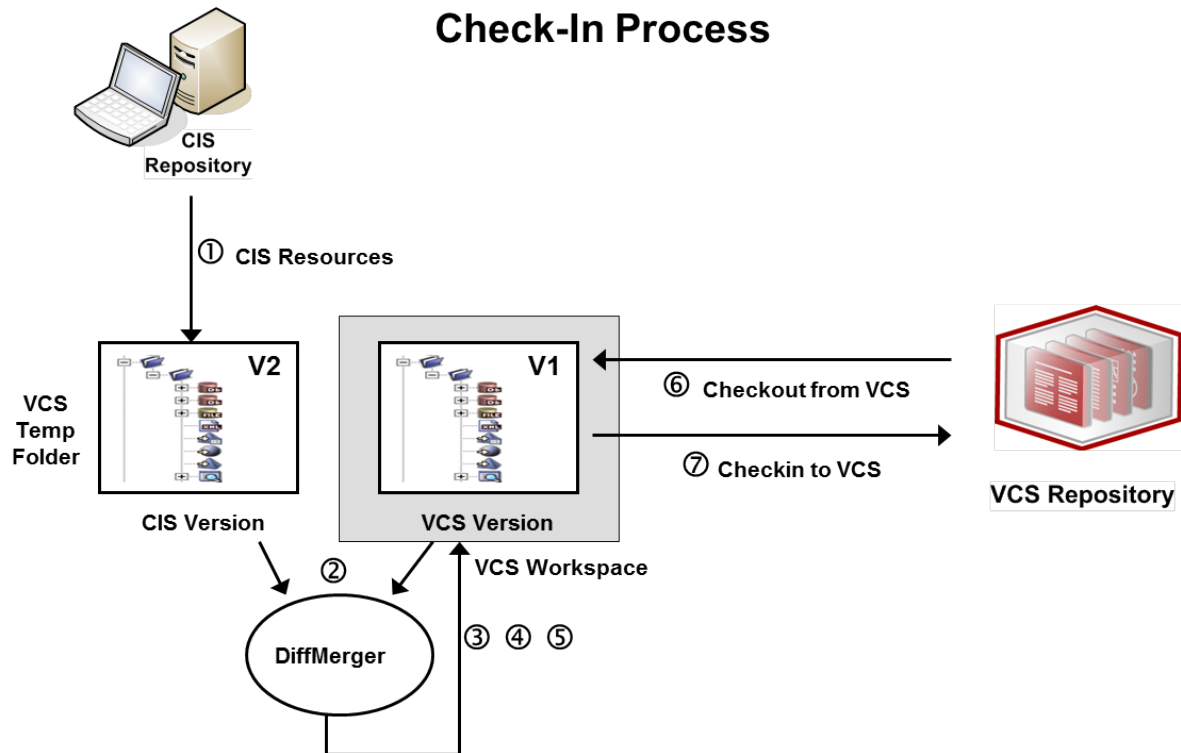 Check-In Process
CIS
Repository
① CIS Resources
V2
V1
VCS
Temp
Folder
⑥ Checkout from VCS
⑦ Checkin to VCS
VCS Repository
CIS Version
VCS Version
②
VCS Workspace
③ ④ ⑤
DiffMerger